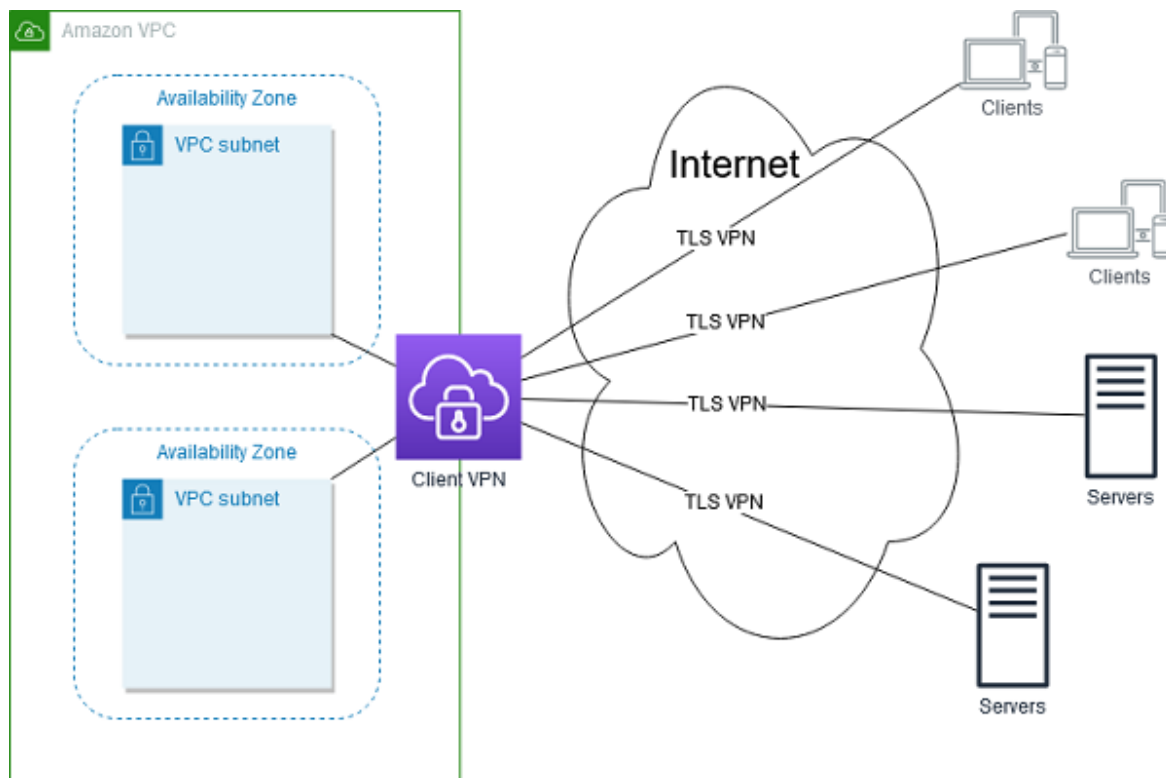 Amazon VPC
Availability Zone
VPC subnet
Availability Zone
VPC subnet
Client VPN
Internet
TLS VPN
TLS VPN
TLS VPN
TLS VPN
Clients
Clients
Servers
Servers